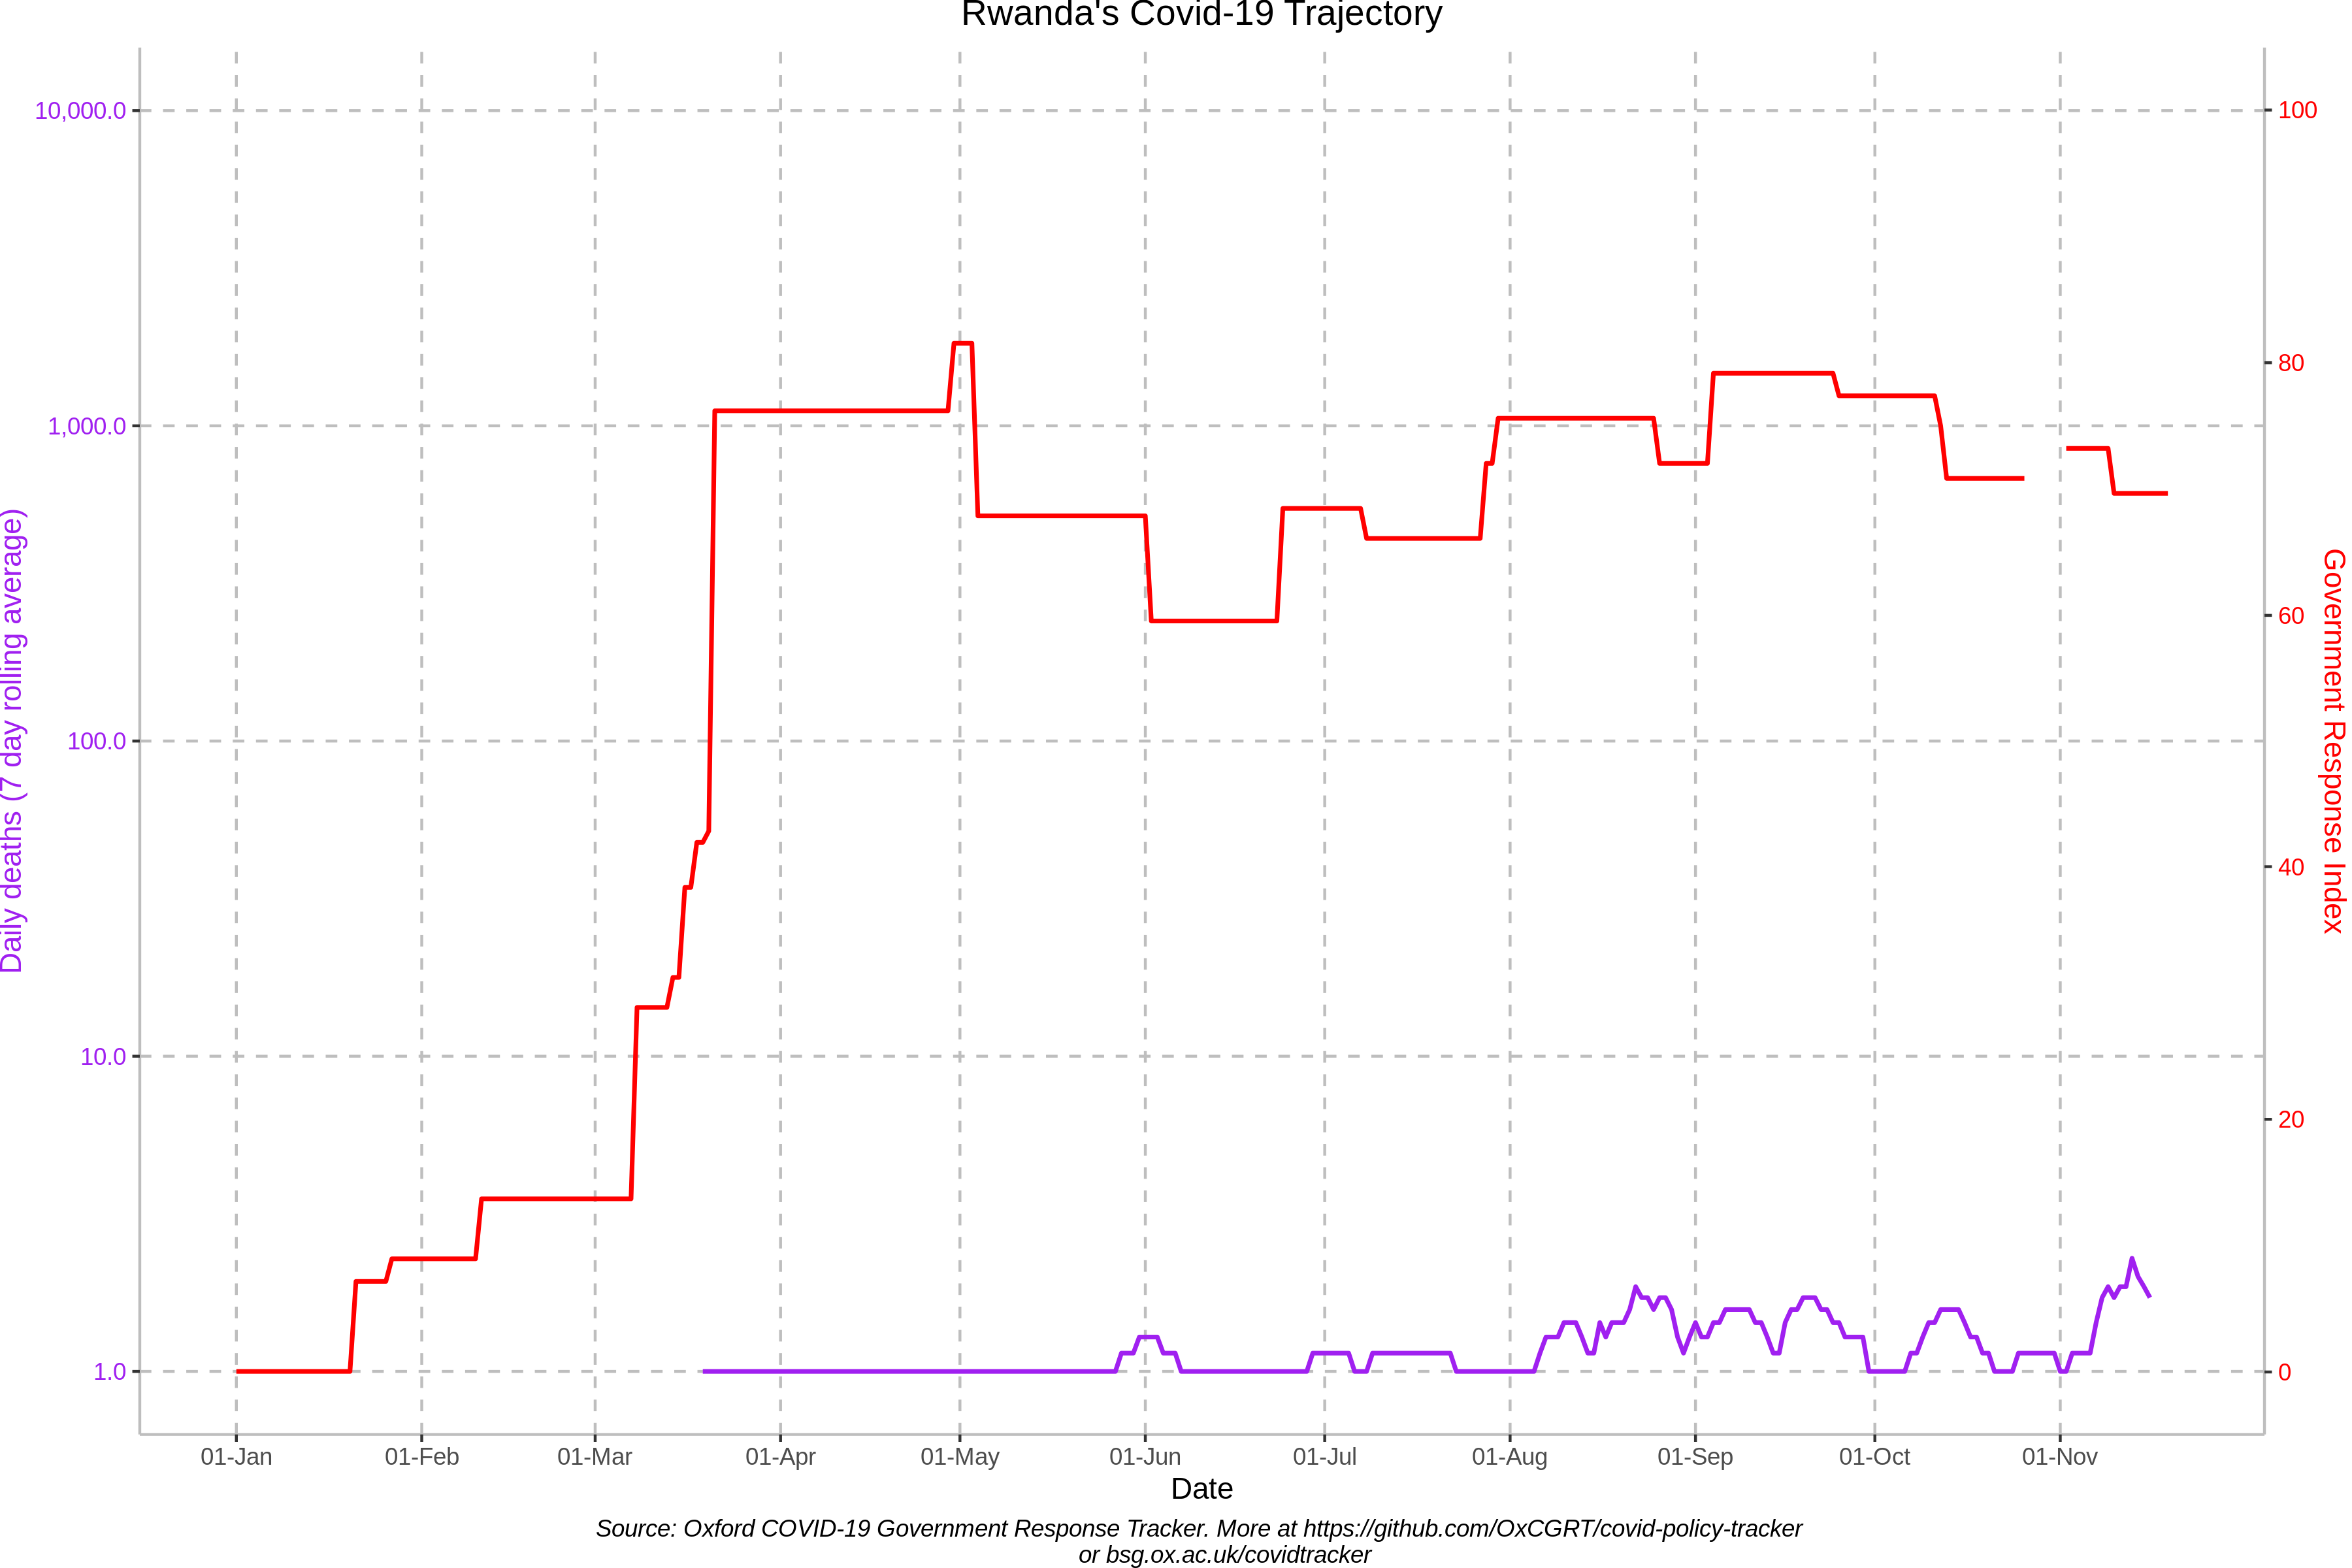 Rwanda's Covid-19 Trajectory
Daily deaths (7 day rolling average)
10,000.0
1,000.0
100.0
10.0
1.0
100
80
60
40
20
0
Government Response Index
01-Jan
01-Feb
01-Mar
01-Apr
01-May
01-Jun
01-Jul
01-Aug
01-Sep
01-Oct
01-Nov
Date
Source: Oxford COVID-19 Government Response Tracker. More at https://github.com/OxCGRT/covid-policy-tracker
or bsg.ox.ac.uk/covidtracker